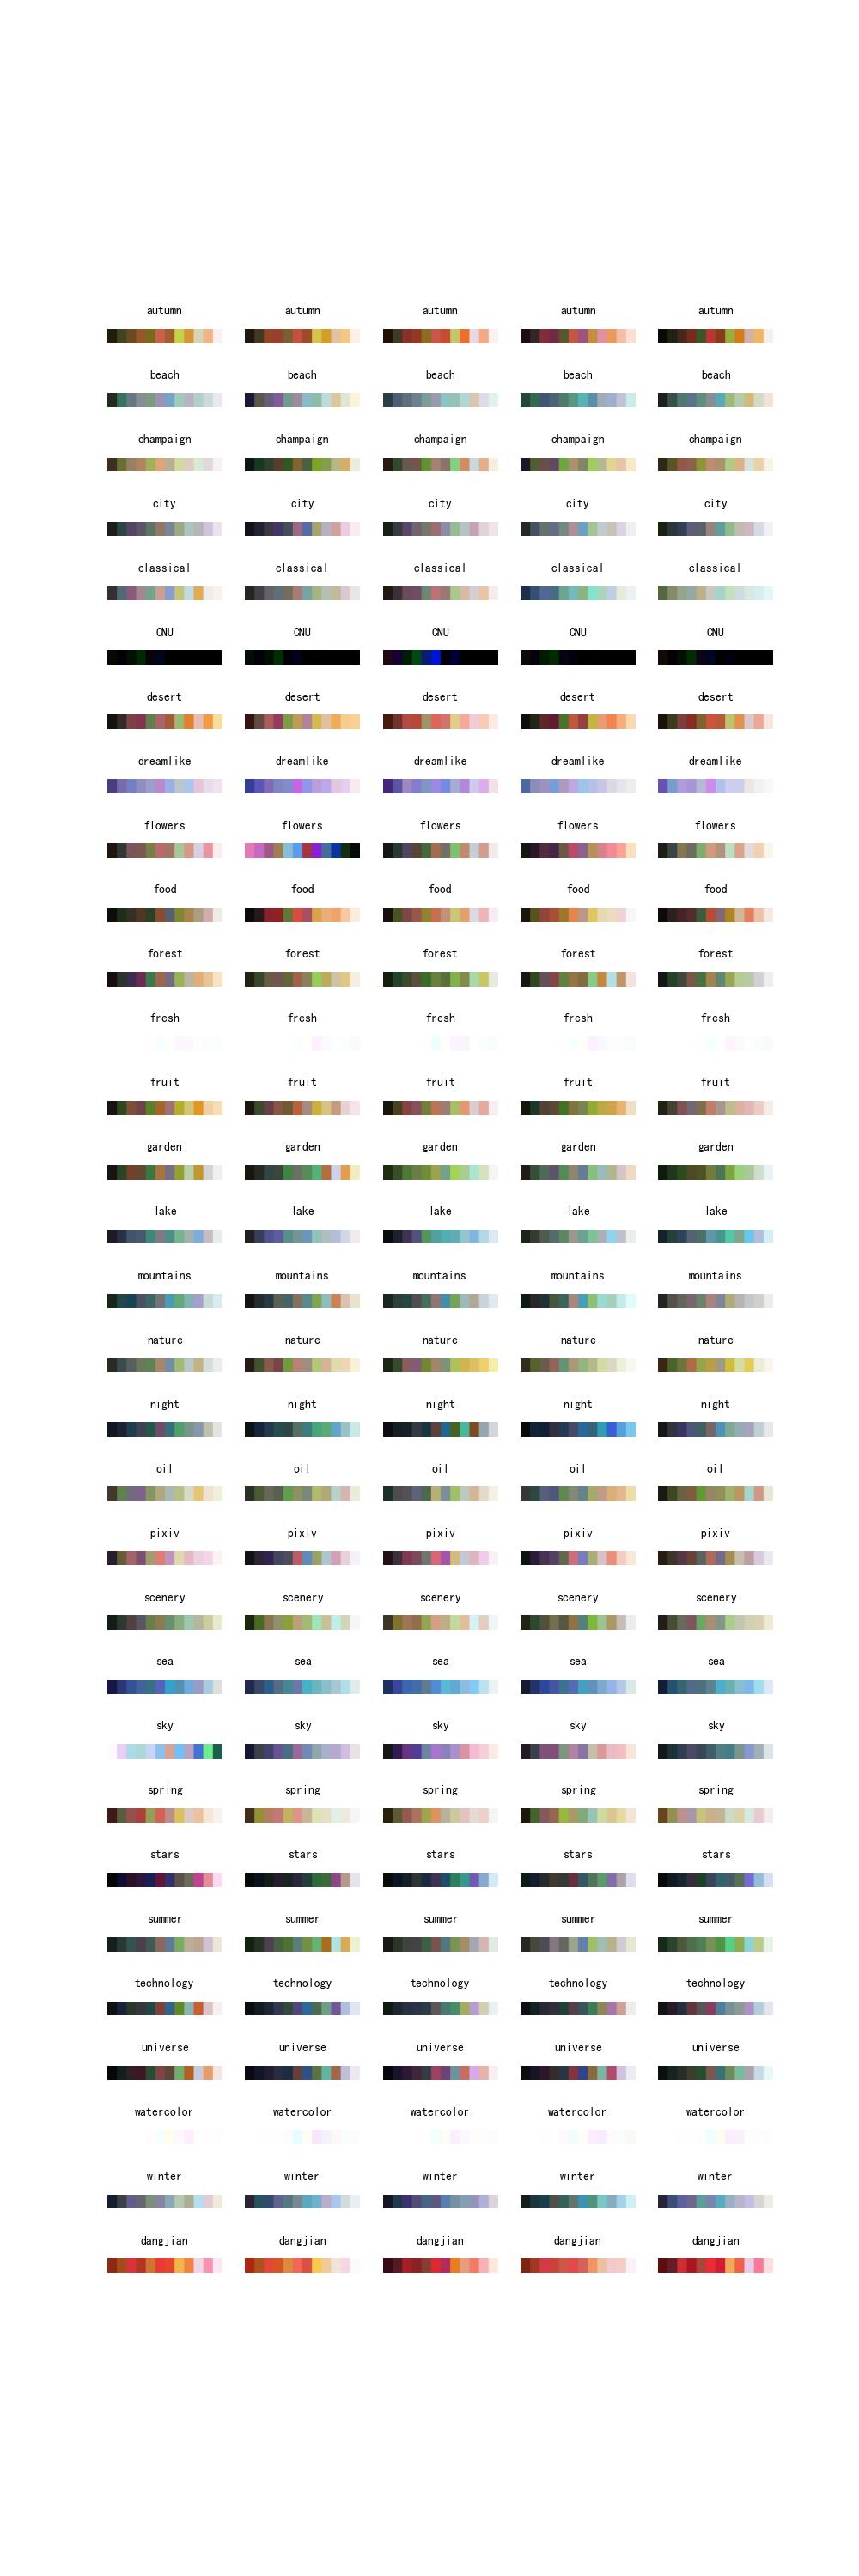 autumn autumn autumn autumn autumn
beach beach beach beach beach
champaign champaign champaign champaign champaign
city city city city city
classical classical classical classical classical
CNU CNU CNU CNU CNU
desert desert desert desert desert
dreamlike dreamlike dreamlike dreamlike dreamlike
flowers flowers flowers flowers flowers
food food food food food
forest forest forest forest forest
fresh fresh fresh fresh fresh
fruit fruit fruit fruit fruit
garden garden garden garden garden
lake lake lake lake lake
mountains mountains mountains mountains mountains
nature nature nature nature nature
night night night night night
oil oil oil oil oil
pixiv pixiv pixiv pixiv pixiv
scenery scenery scenery scenery scenery
sea sea sea sea sea
sky sky sky sky sky
spring spring spring spring spring
stars stars stars stars stars
summer summer summer summer summer
technology technology technology technology technology
universe universe universe universe universe
watercolor watercolor watercolor watercolor watercolor
winter winter winter winter winter
dangjian dangjian dangjian dangjian dangjian